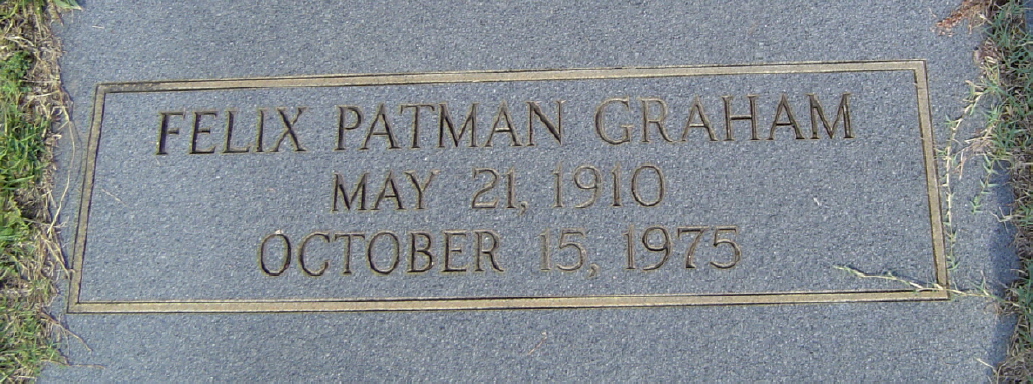 FELIX PATMAN GRAHAM
MAY 21, 1910
OCTOBER 15, 1975